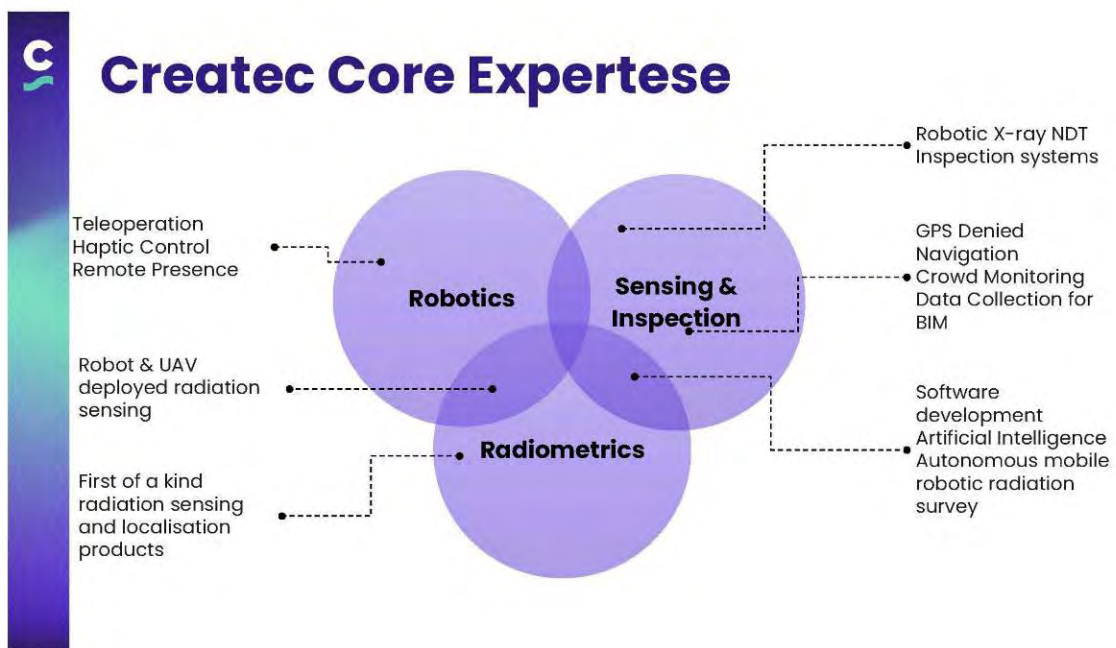 C
Createc Core Expertese
Teleoperation
Haptic Control
Remote Presence
Robot & UAV
deployed radiation
sensing
First of a kind
radiation sensing
and localisation
products
Robotics
Sensing &
Inspection
Radiometrics
Robotic X-ray NDT
Inspection systems
GPS Denied
Navigation
Crowd Monitoring
Data Collection for
BIM
Software
development
Artificial Intelligence
Autonomous mobile
robotic radiation
survey